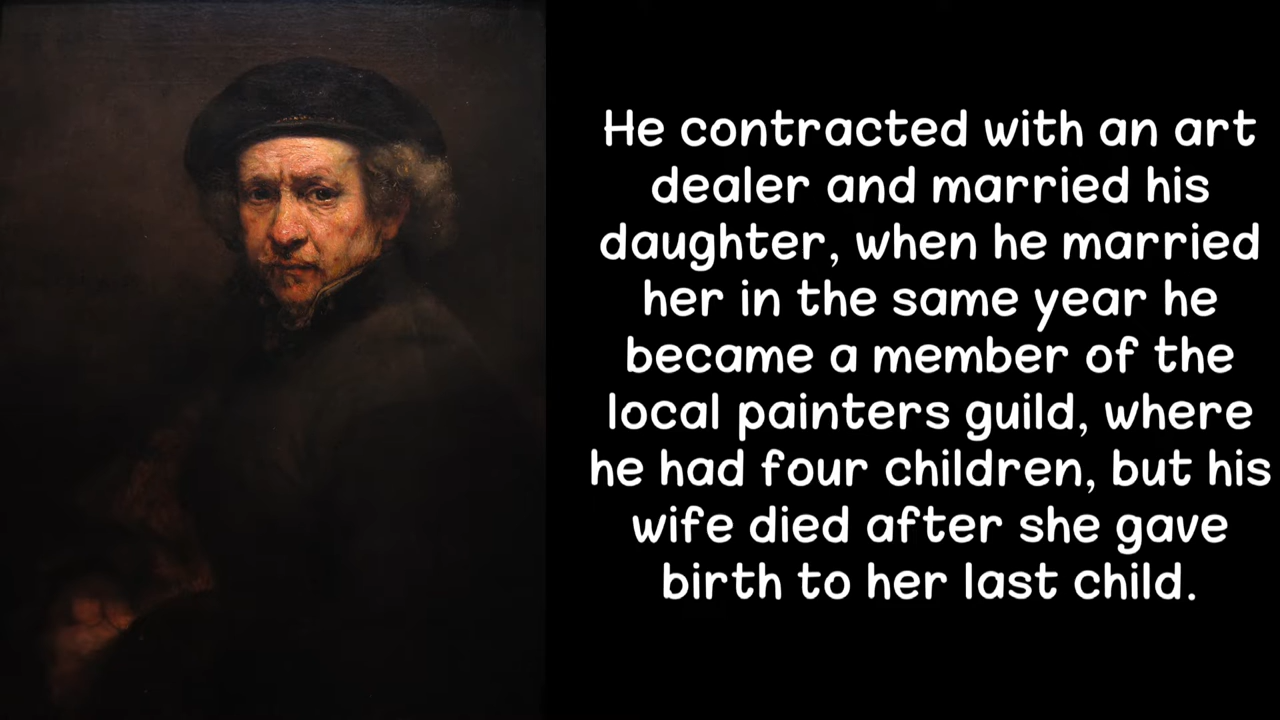 He contracted with an art
dealer and married his
daughter, when he married
her in the same year he
became a member of the
local painters guild, where
he had four children, but his
wife died after she gave
birth to her last child.